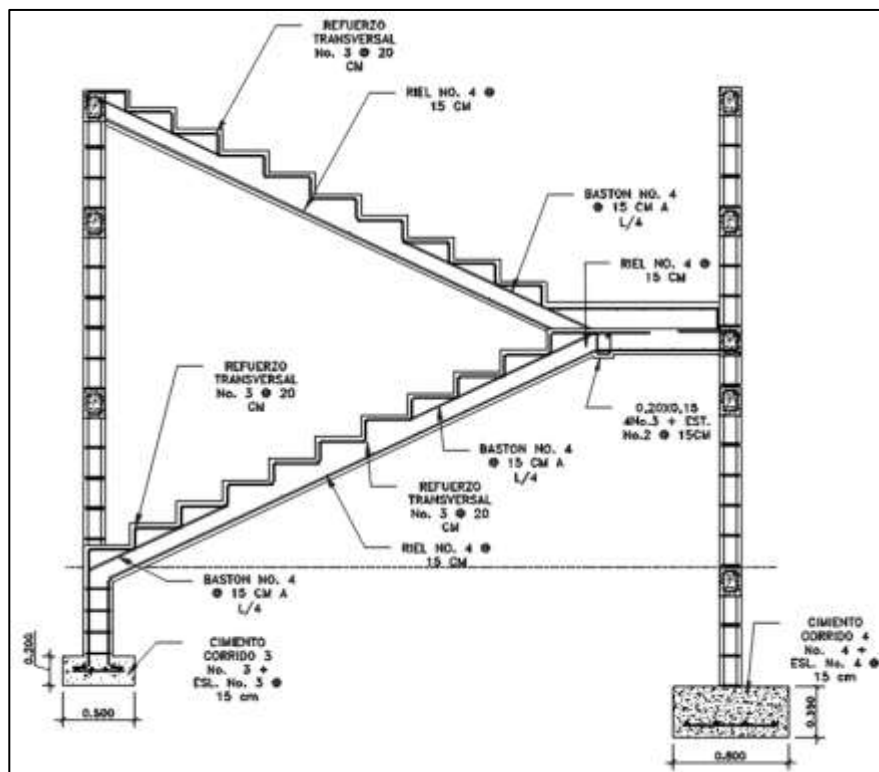 REFUERZO
TRANSVERSAL
No. 3 @ 20
CM
RIEL NO. 4 @
15 CM
BASTON NO. 4
@ 15 CM A
L/4
RIEL NO. 4 @
15 CM
REFUERZO
TRANSVERSAL
No. 3 @ 20
CM
0.20X0.15
4No.3 + EST.
No.2 @ 15CM
BASTON NO. 4
@ 15 CM A
L/4
REFUERZO
TRANSVERSAL
No. 3 @ 20
CM
RIEL NO. 4 @
15 CM
BASTON NO. 4
@ 15 CM A
L/4
CIMIENTO
CORRIDO 3
No. 3 +
ESL. No. 3 @
15 cm
0.200
0.500
CIMIENTO
CORRIDO 4
No. 4 +
ESL. No. 4 @
15 cm
0.350
0.800